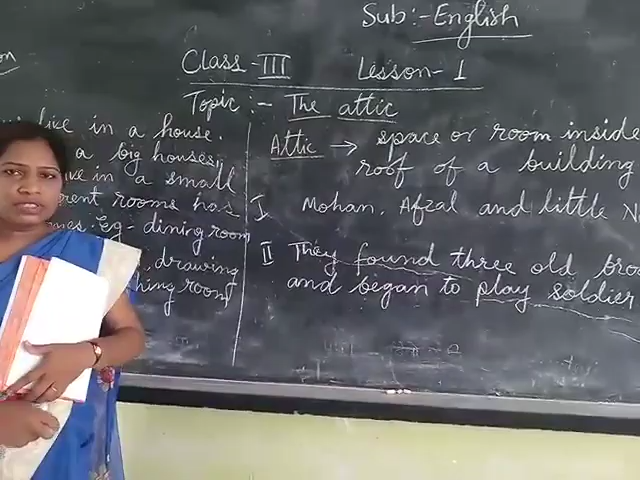 Sub:- English
on
Class- III Lesson- 1
Topic:- The attic
live in a house.
a big houses,
live in a small
rent rooms has
mes. Eg- dining room
, drawing
hing room
Attic → space or room inside
roof of a building
I Mohan, Afzal and little N
II They found three old bro
and began to play soldier